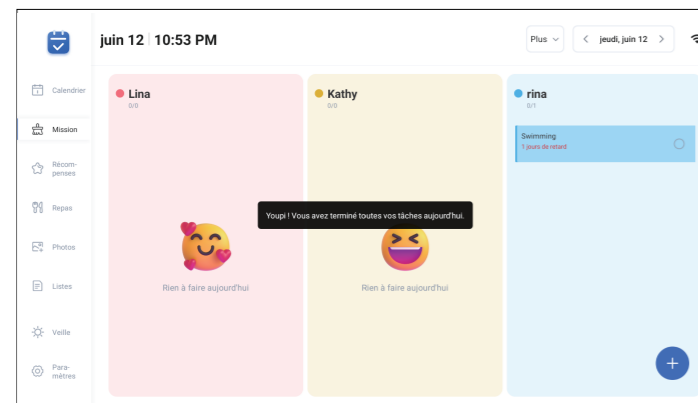 juin 12 | 10:53 PM
Plus
jeudi, juin 12
Calendrier
Mission
Récom-
penses
Repas
Photos
Listes
Veille
Para-
mètres
Lina
0/0
Rien à faire aujourd'hui
Kathy
0/0
Rien à faire aujourd'hui
rina
0/1
Swimming
1 jours de retard
Youpi ! Vous avez terminé toutes vos tâches aujourd'hui.